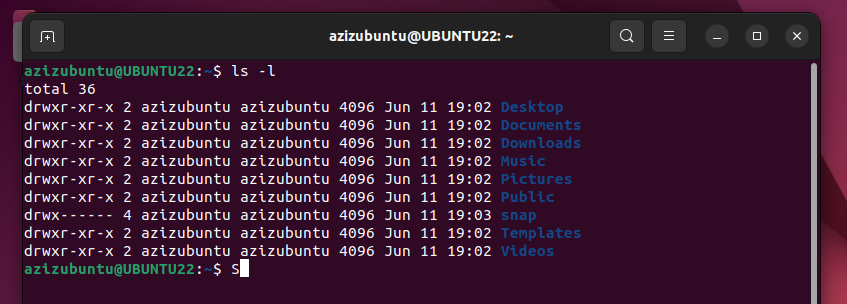 azizubuntu@UBUNTU22: ~
azizubuntu@UBUNTU22:~$ ls -l
total 36
drwxr-xr-x 2 azizubuntu azizubuntu 4096 Jun 11 19:02 Desktop
drwxr-xr-x 2 azizubuntu azizubuntu 4096 Jun 11 19:02 Documents
drwxr-xr-x 2 azizubuntu azizubuntu 4096 Jun 11 19:02 Downloads
drwxr-xr-x 2 azizubuntu azizubuntu 4096 Jun 11 19:02 Music
drwxr-xr-x 2 azizubuntu azizubuntu 4096 Jun 11 19:02 Pictures
drwxr-xr-x 2 azizubuntu azizubuntu 4096 Jun 11 19:02 Public
drwx------ 4 azizubuntu azizubuntu 4096 Jun 11 19:03 snap
drwxr-xr-x 2 azizubuntu azizubuntu 4096 Jun 11 19:02 Templates
drwxr-xr-x 2 azizubuntu azizubuntu 4096 Jun 11 19:02 Videos
azizubuntu@UBUNTU22:~$ S